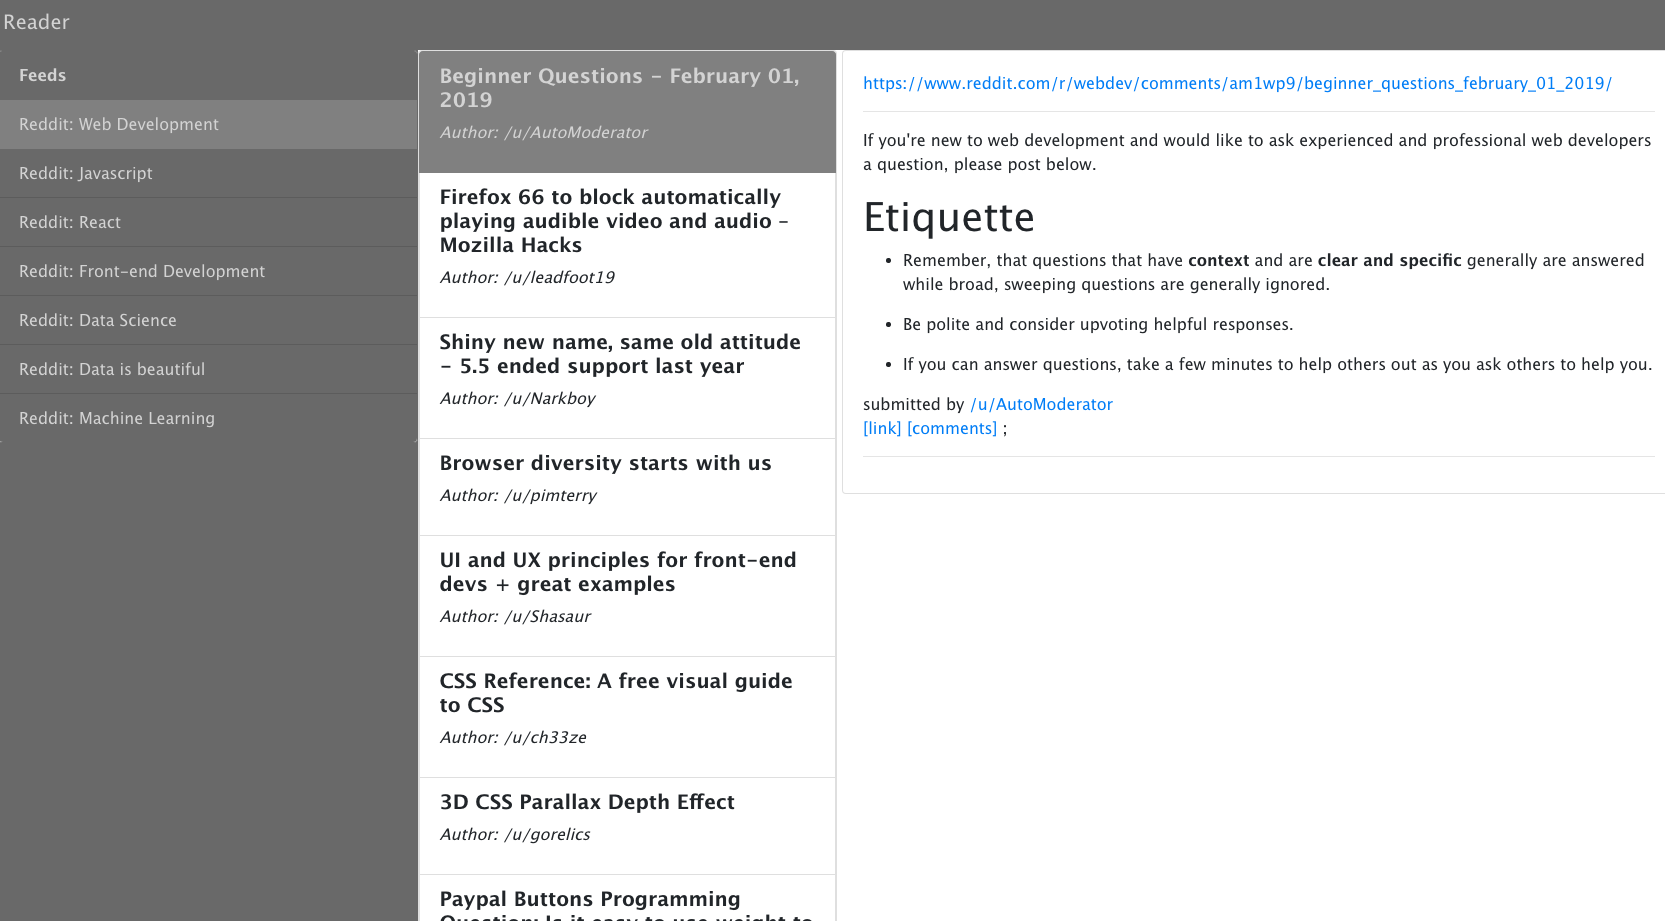 Reader
Feeds
Reddit: Web Development
Reddit: Javascript
Reddit: React
Reddit: Front-end Development
Reddit: Data Science
Reddit: Data is beautiful
Reddit: Machine Learning
Beginner Questions - February 01,
2019
Author: /u/AutoModerator
Firefox 66 to block automatically
playing audible video and audio –
Mozilla Hacks
Author: /u/leadfoot19
Shiny new name, same old attitude
- 5.5 ended support last year
Author: /u/Narkboy
Browser diversity starts with us
Author: /u/pimterry
UI and UX principles for front-end
devs + great examples
Author: /u/Shasaur
CSS Reference: A free visual guide
to CSS
Author: /u/ch33ze
3D CSS Parallax Depth Effect
Author: /u/gorelics
Paypal Buttons Programming
Question: Is it easy to use weight to
https://www.reddit.com/r/webdev/comments/am1wp9/beginner_questions_february_01_2019/
If you're new to web development and would like to ask experienced and professional web developers
a question, please post below.
Etiquette
• Remember, that questions that have context and are clear and specific generally are answered
while broad, sweeping questions are generally ignored.
• Be polite and consider upvoting helpful responses.
• If you can answer questions, take a few minutes to help others out as you ask others to help you.
submitted by /u/AutoModerator
[link] [comments] ;